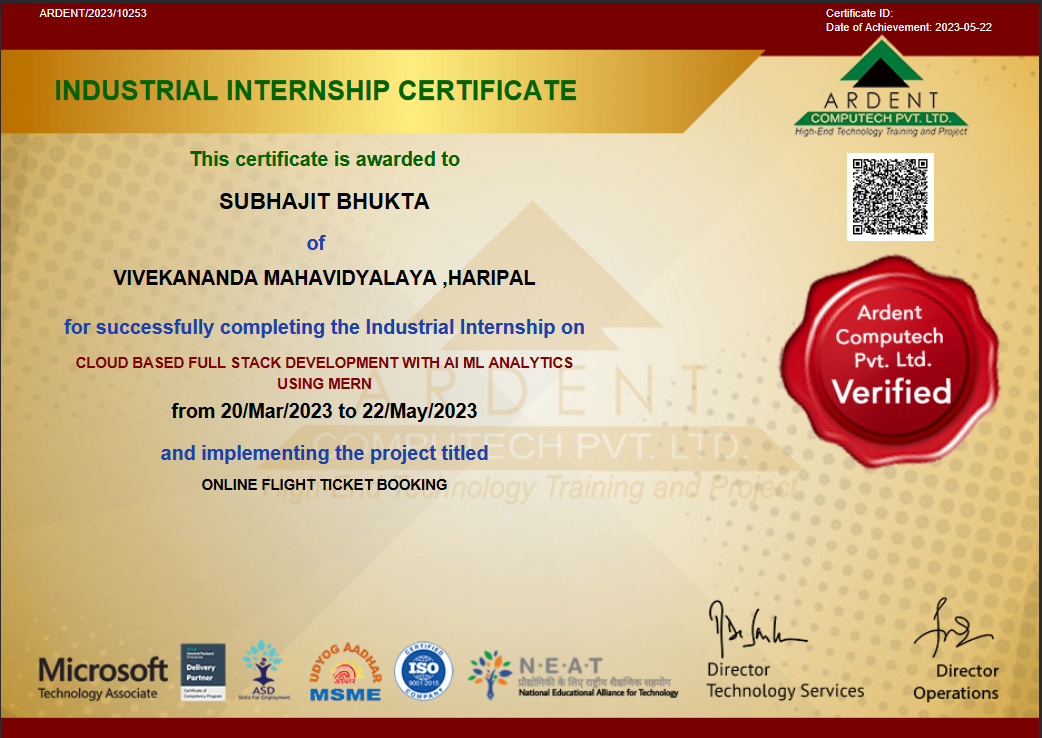 ARDENT/2023/10253
Certificate ID:
Date of Achievement: 2023-05-22
INDUSTRIAL INTERNSHIP CERTIFICATE
ARDENT
COMPUTECH PVT. LTD.
High-End Technology Training and Project
This certificate is awarded to
SUBHAJIT BHUKTA
of
VIVEKANANDA MAHAVIDYALAYA ,HARIPAL
for successfully completing the Industrial Internship on
CLOUD BASED FULL STACK DEVELOPMENT WITH AI ML ANALYTICS
USING MERN
from 20/Mar/2023 to 22/May/2023
and implementing the project titled
ONLINE FLIGHT TICKET BOOKING
Ardent
Computech
Pvt. Ltd.
Verified
ARDENT
COMPUTECH PVT. LTD.
High-End Technology Training and Project
Microsoft
Technology Associate
Delivery
Partner
Certificate of
Competency Program
ASD
Skills For Employment
UDYOG AADHAR
MSME
CERTIFIED
ISO
9001:2015
COMPANY
N·E·A·T
प्रौद्योगिकी के लिए राष्ट्रीय शैक्षणिक सहयोग
National Educational Alliance for Technology
Director
Technology Services
Director
Operations